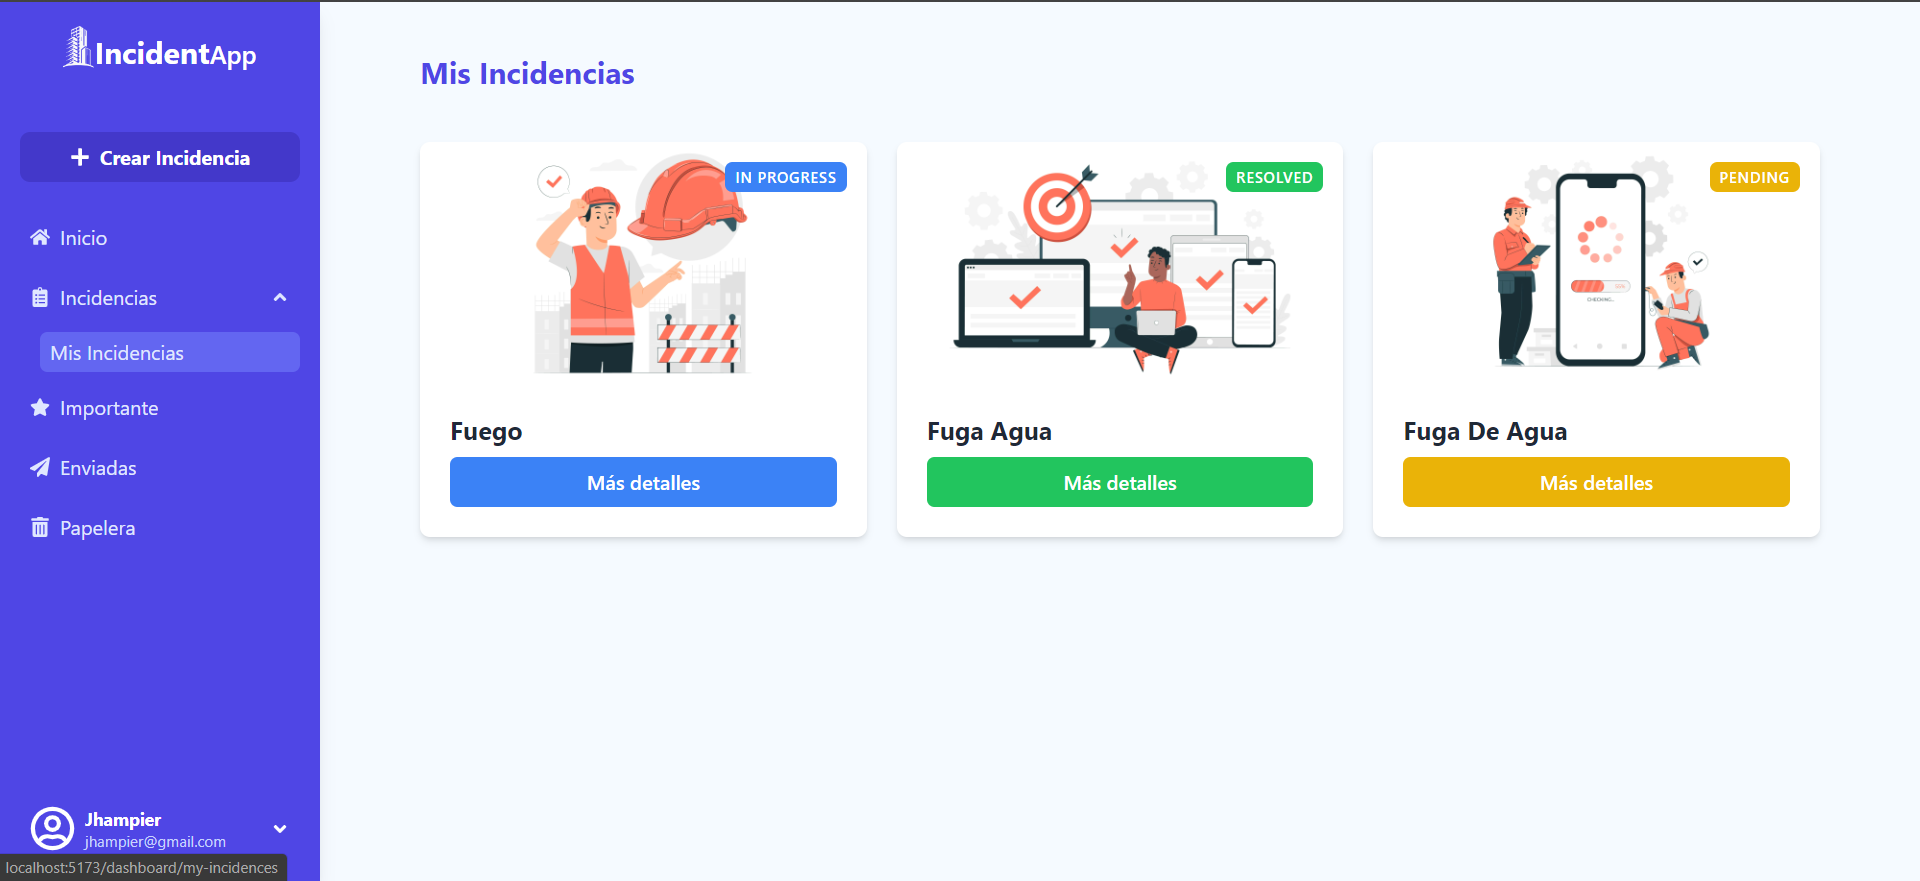 IncidentApp
Crear Incidencia
Inicio
Incidencias
Mis Incidencias
Importante
Enviadas
Papelera
Jhampier
jhampier@gmail.com
localhost:5173/dashboard/my-incidences
Mis Incidencias
IN PROGRESS
Fuego
Más detalles
RESOLVED
Fuga Agua
Más detalles
PENDING
CHECKING...
Fuga De Agua
Más detalles